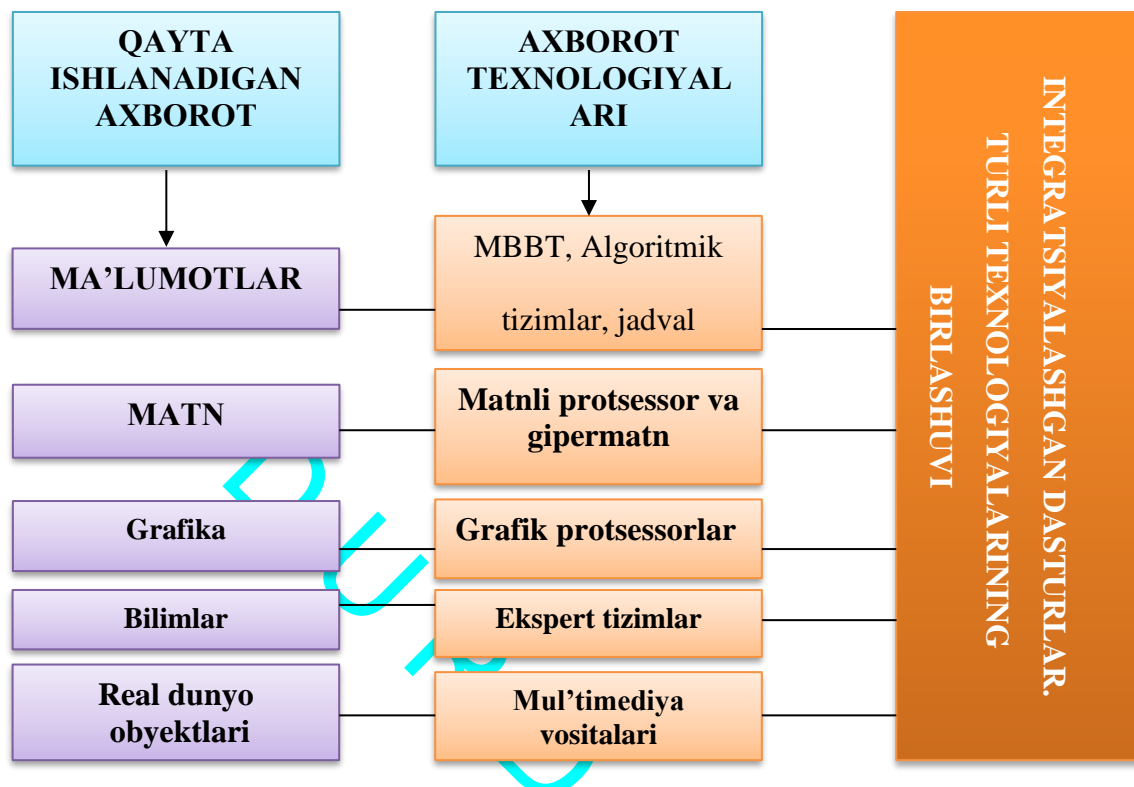 QAYTA
ISHLANADIGAN
AXBOROT
AXBOROT
TEXNOLOGIYAL
ARI
MA’LUMOTLAR
MBBT, Algoritmik
tizimlar, jadval
MATN
Matnli protsessor va
gipermatn
Grafika
Grafik protsessorlar
Bilimlar
Ekspert tizimlar
Real dunyo
obyektlari
Mul’timediya
vositalari
INTEGRATSIYALASHGAN DASTURLAR.
TURLI TEXNOLOGIYALARINING
BIRLASHUVI